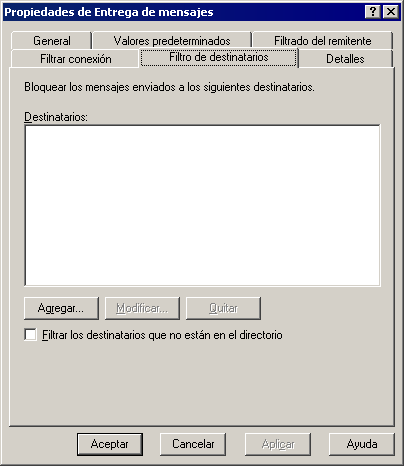 Propiedades de Entrega de mensajes
General
Valores predeterminados
Filtrado del remitente
Filtrar conexión
Filtro de destinatarios
Detalles
Bloquear los mensajes enviados a los siguientes destinatarios.
Destinatarios:
Agregar...
Modificar...
Quitar
Filtrar los destinatarios que no están en el directorio
Aceptar
Cancelar
Aplicar
Ayuda